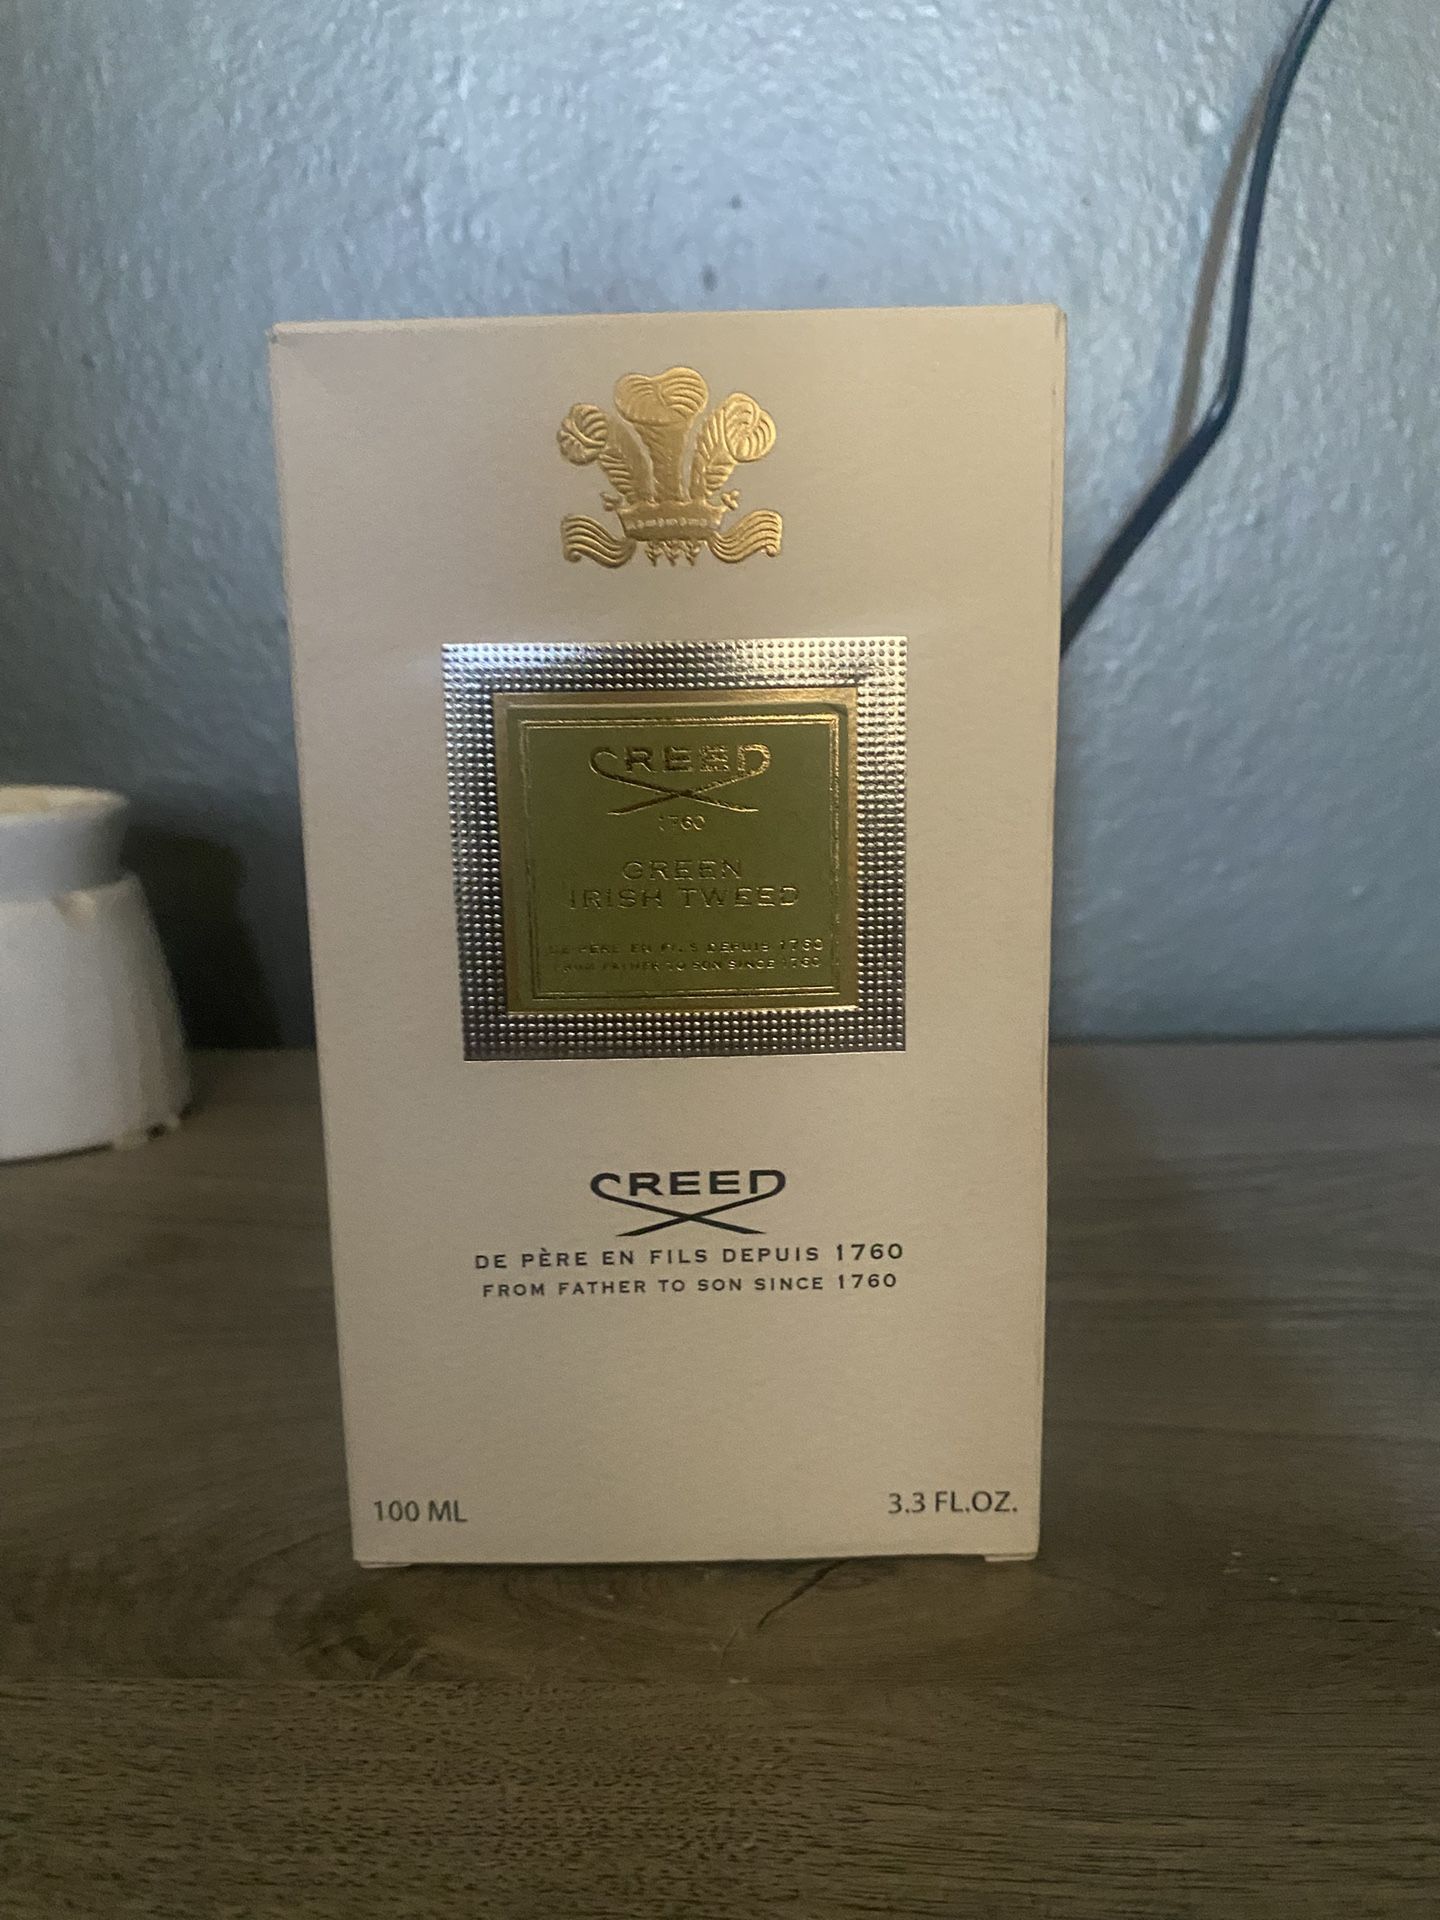 CREED
1760
GREEN
IRISH TWEED
DE PÈRE EN FILS DEPUIS 1760
FROM FATHER TO SON SINCE 1760
CREED
DE PÈRE EN FILS DEPUIS 1760
FROM FATHER TO SON SINCE 1760
100 ML
3.3 FL.OZ.